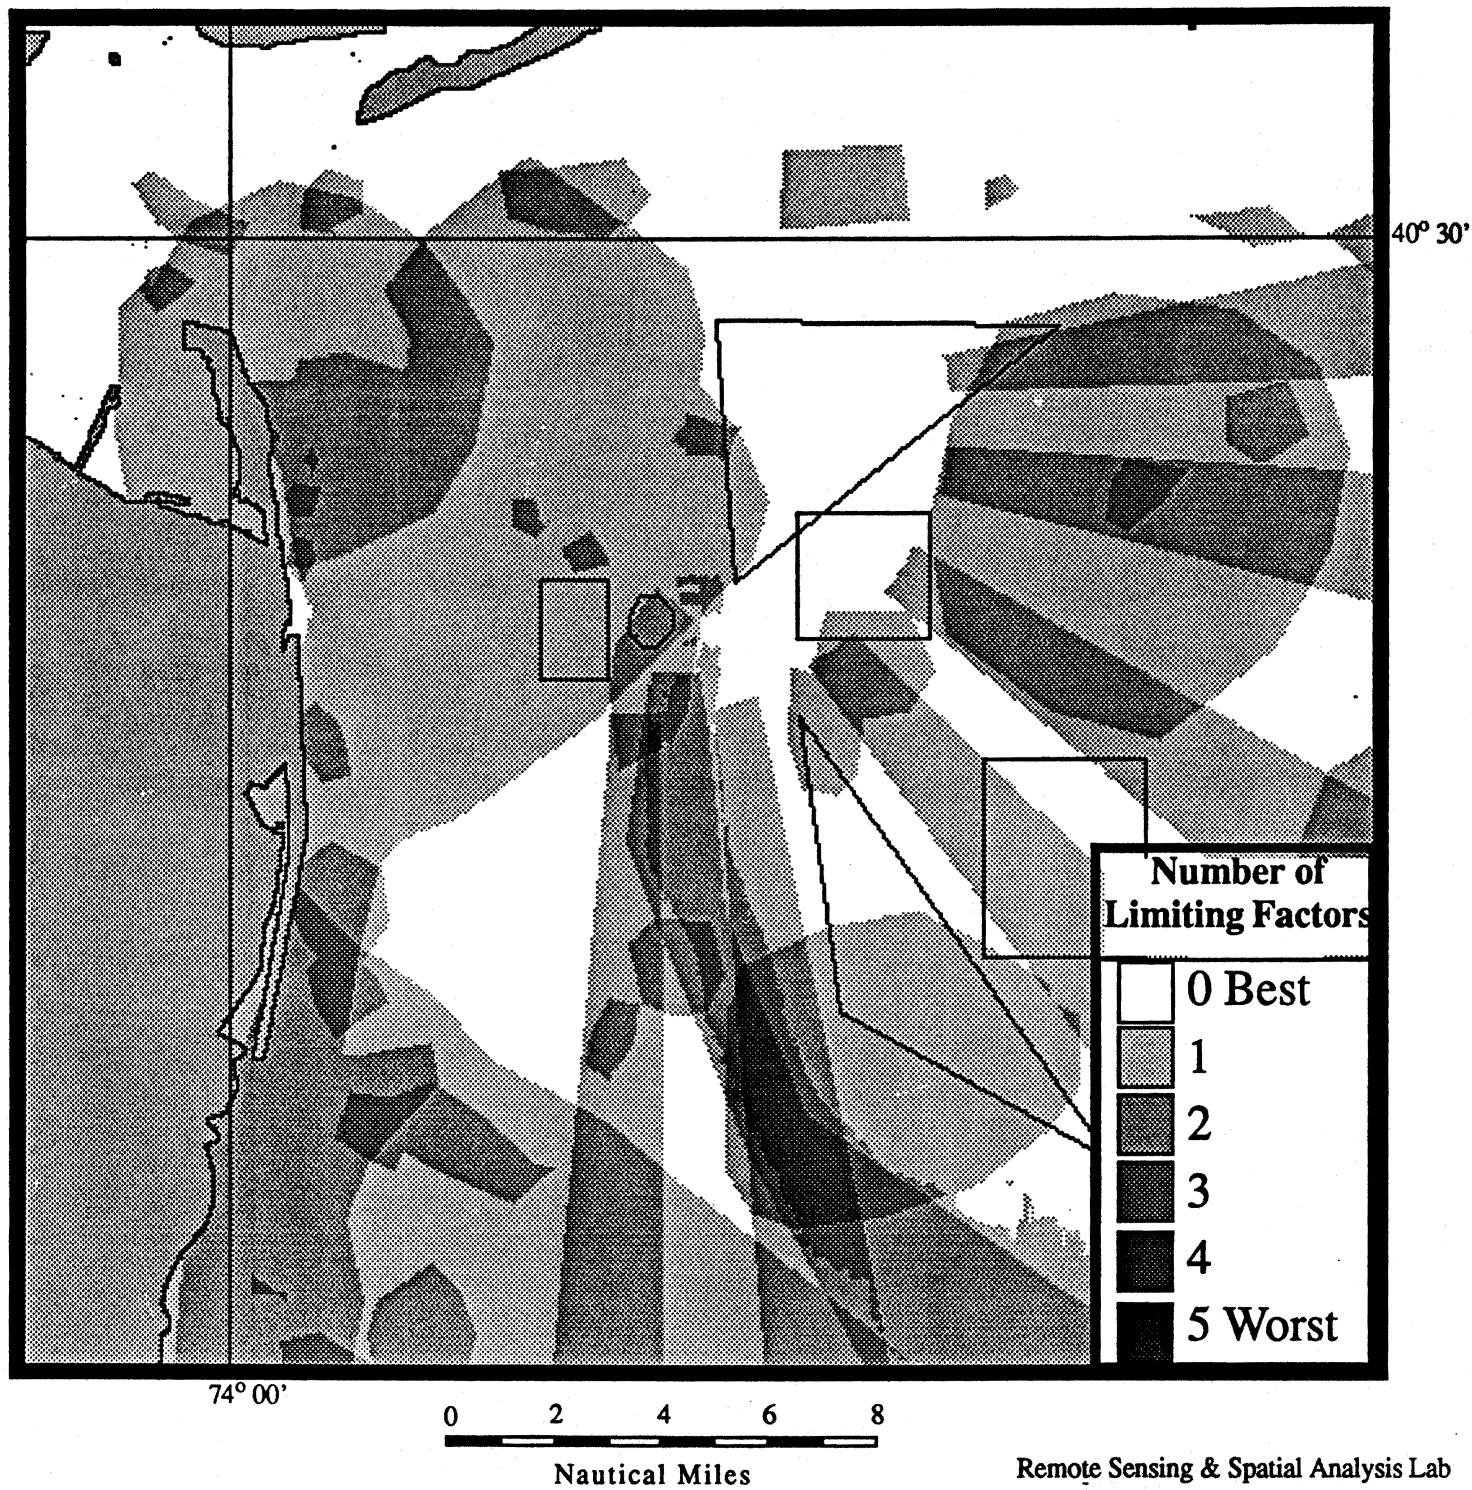 40° 30'
Number of
Limiting Factors
0 Best
1
2
3
4
5 Worst
74° 00'
0 2 4 6 8
Nautical Miles
Remote Sensing & Spatial Analysis Lab